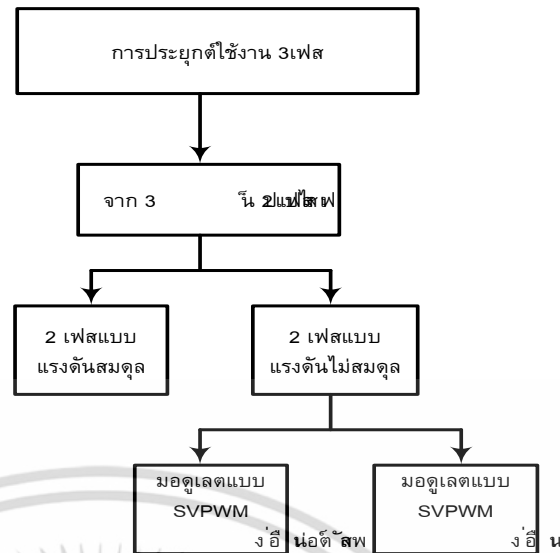 การประยุกต์ใช้งาน 3เฟส
จาก 3
2 เฟสแบบ
แรงดันสมดุล
2 เฟสแบบ
แรงดันไม่สมดุล
มอดูเลตแบบ
SVPWM
มอดูเลตแบบ
SVPWM